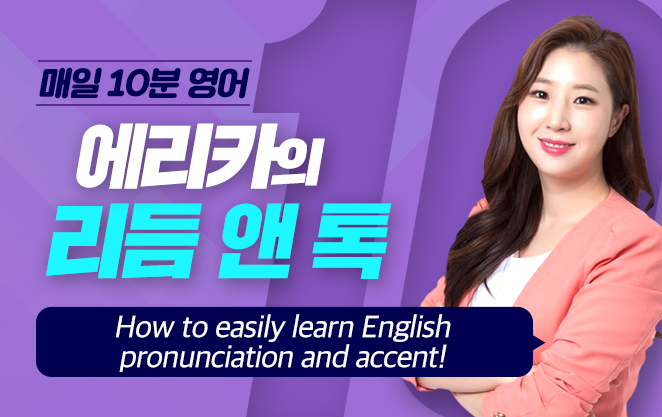 매일 10분 영어
에리카의
리듬 앤 톡
How to easily learn English
pronunciation and accent!
10